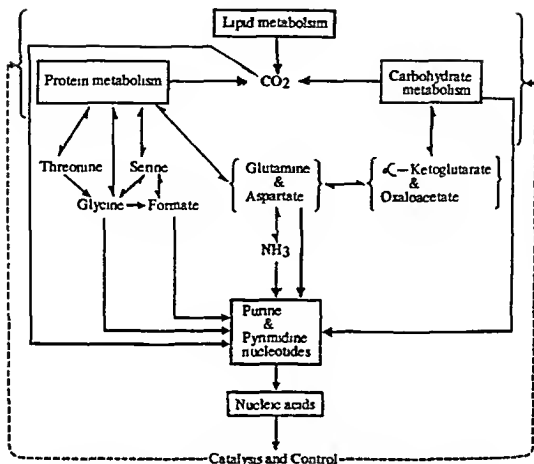 Lipid metabolism
Protein metabolism
CO2
Carbohydrate
metabolism
Threonine
Serine
Glycine
Formate
Glutamine
&
Aspartate
α-Ketoglutarate
&
Oxaloacetate
NH3
Purine
&
Pyrimidine
nucleotides
Nucleic acids
Catalysis and Control